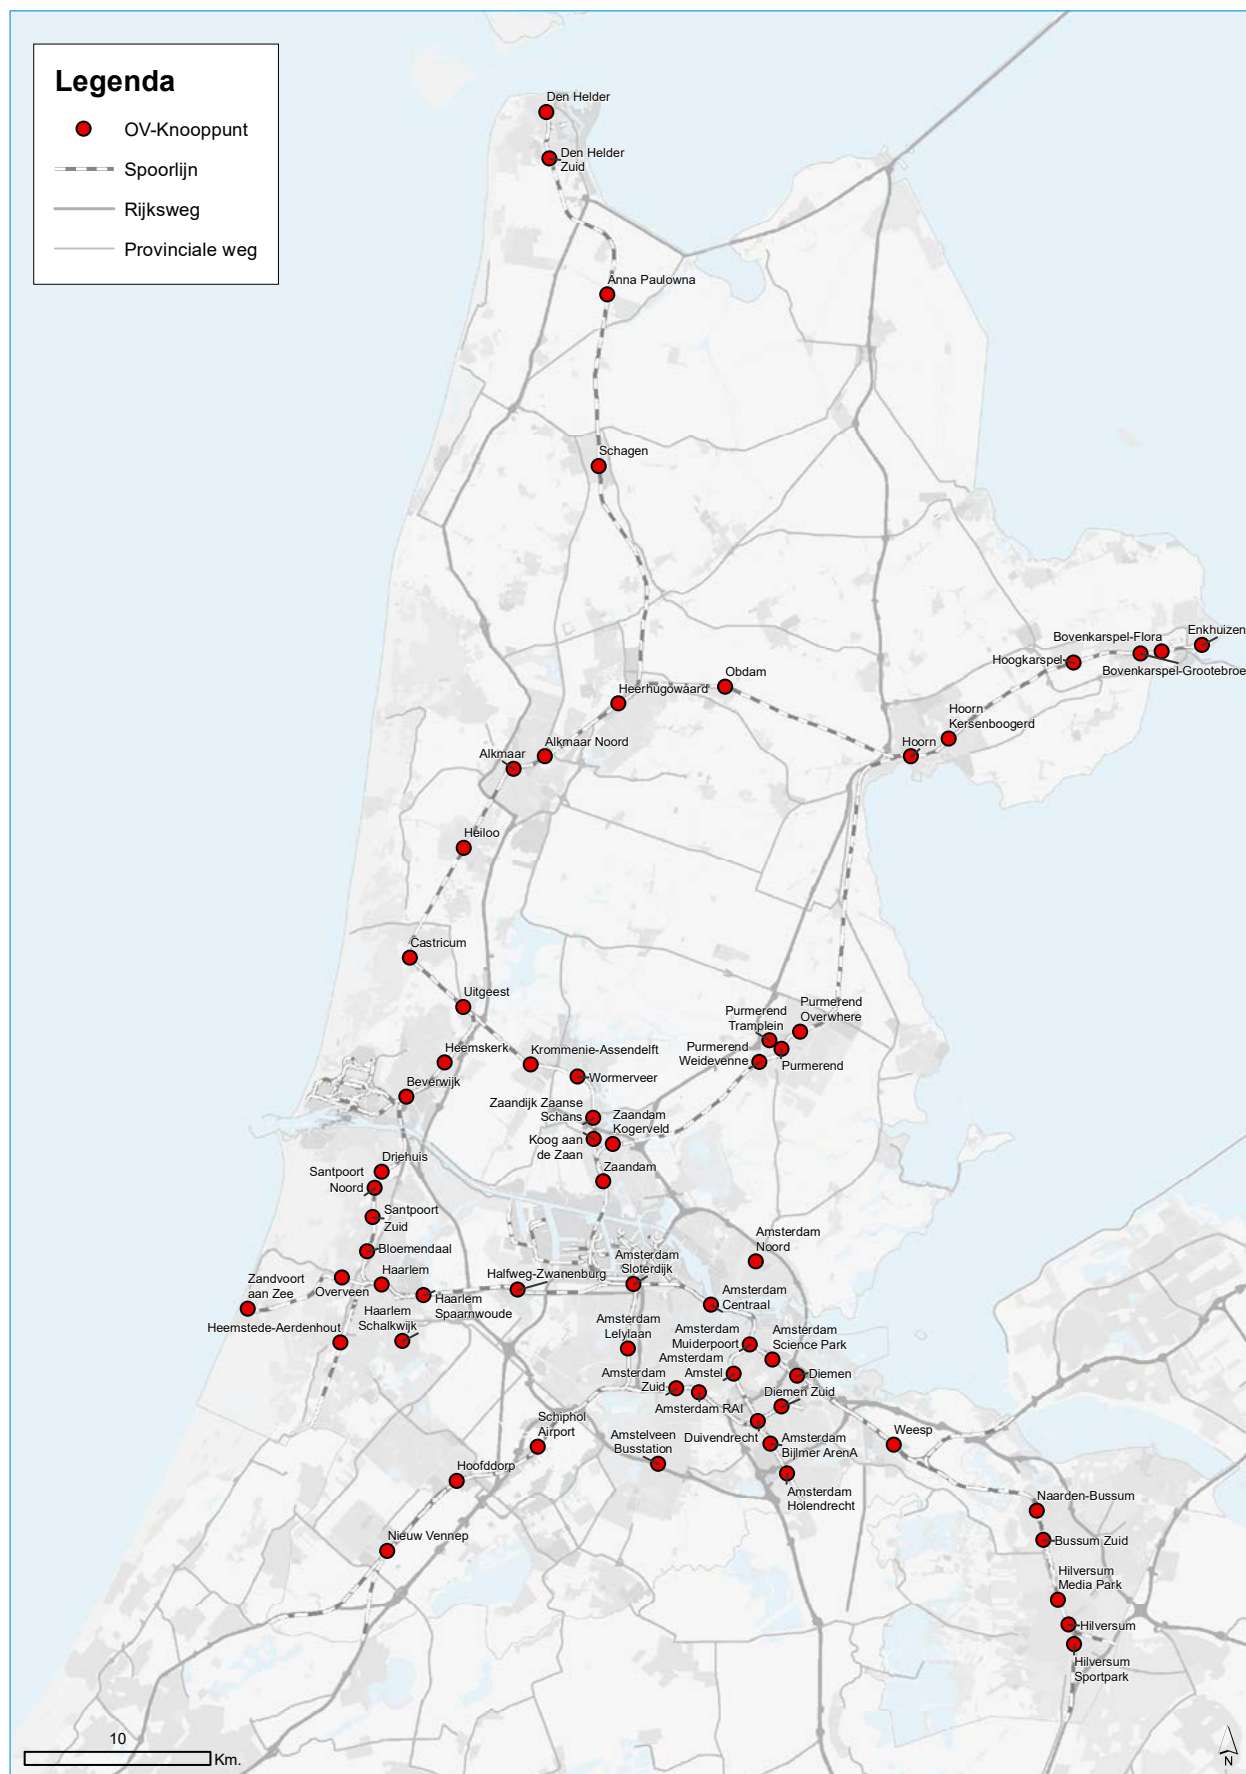 Legenda
OV-Knooppunt
Spoorlijn
Rijksweg
Provinciale weg
Den Helder
Den Helder
Zuid
Anna Paulowna
Schagen
Enkhuizen
Bovenkarspel-Flora
Hoogkarspel
Bovenkarspel-Grootebroe
Obdam
Heerhugowaard
Hoorn
Kersenboogerd
Hoorn
Alkmaar Noord
Alkmaar
Heiloo
Castricum
Uitgeest
Purmerend
Overwhere
Purmerend
Tramplein
Purmerend
Weidevenne
Purmerend
Heemskerk
Krommenie-Assendelft
Wormerveer
Beverwijk
Zaandijk Zaanse
Schans
Zaandam
Kogerveld
Koog aan
de Zaan
Zaandam
Driehuis
Santpoort
Noord
Santpoort
Zuid
Bloemendaal
Amsterdam
Noord
Amsterdam
Sloterdijk
Halfweg-Zwanenburg
Haarlem
Overveen
Zandvoort
aan Zee
Haarlem
Spaarnwoude
Amsterdam
Centraal
Haarlem
Schalkwijk
Heemstede-Aerdenhout
Amsterdam
Lelylaan
Amsterdam
Muiderpoort
Amsterdam
Science Park
Amsterdam
Amstel
Amsterdam
Zuid
Diemen
Diemen Zuid
Amsterdam RAI
Duivendrecht
Schiphol
Airport
Amstelveen
Busstation
Amsterdam
Bijlmer ArenA
Weesp
Hoofddorp
Amsterdam
Holendrecht
Naarden-Bussum
Nieuw Vennep
Bussum Zuid
Hilversum
Media Park
Hilversum
Hilversum
Sportpark
10
Km.
N